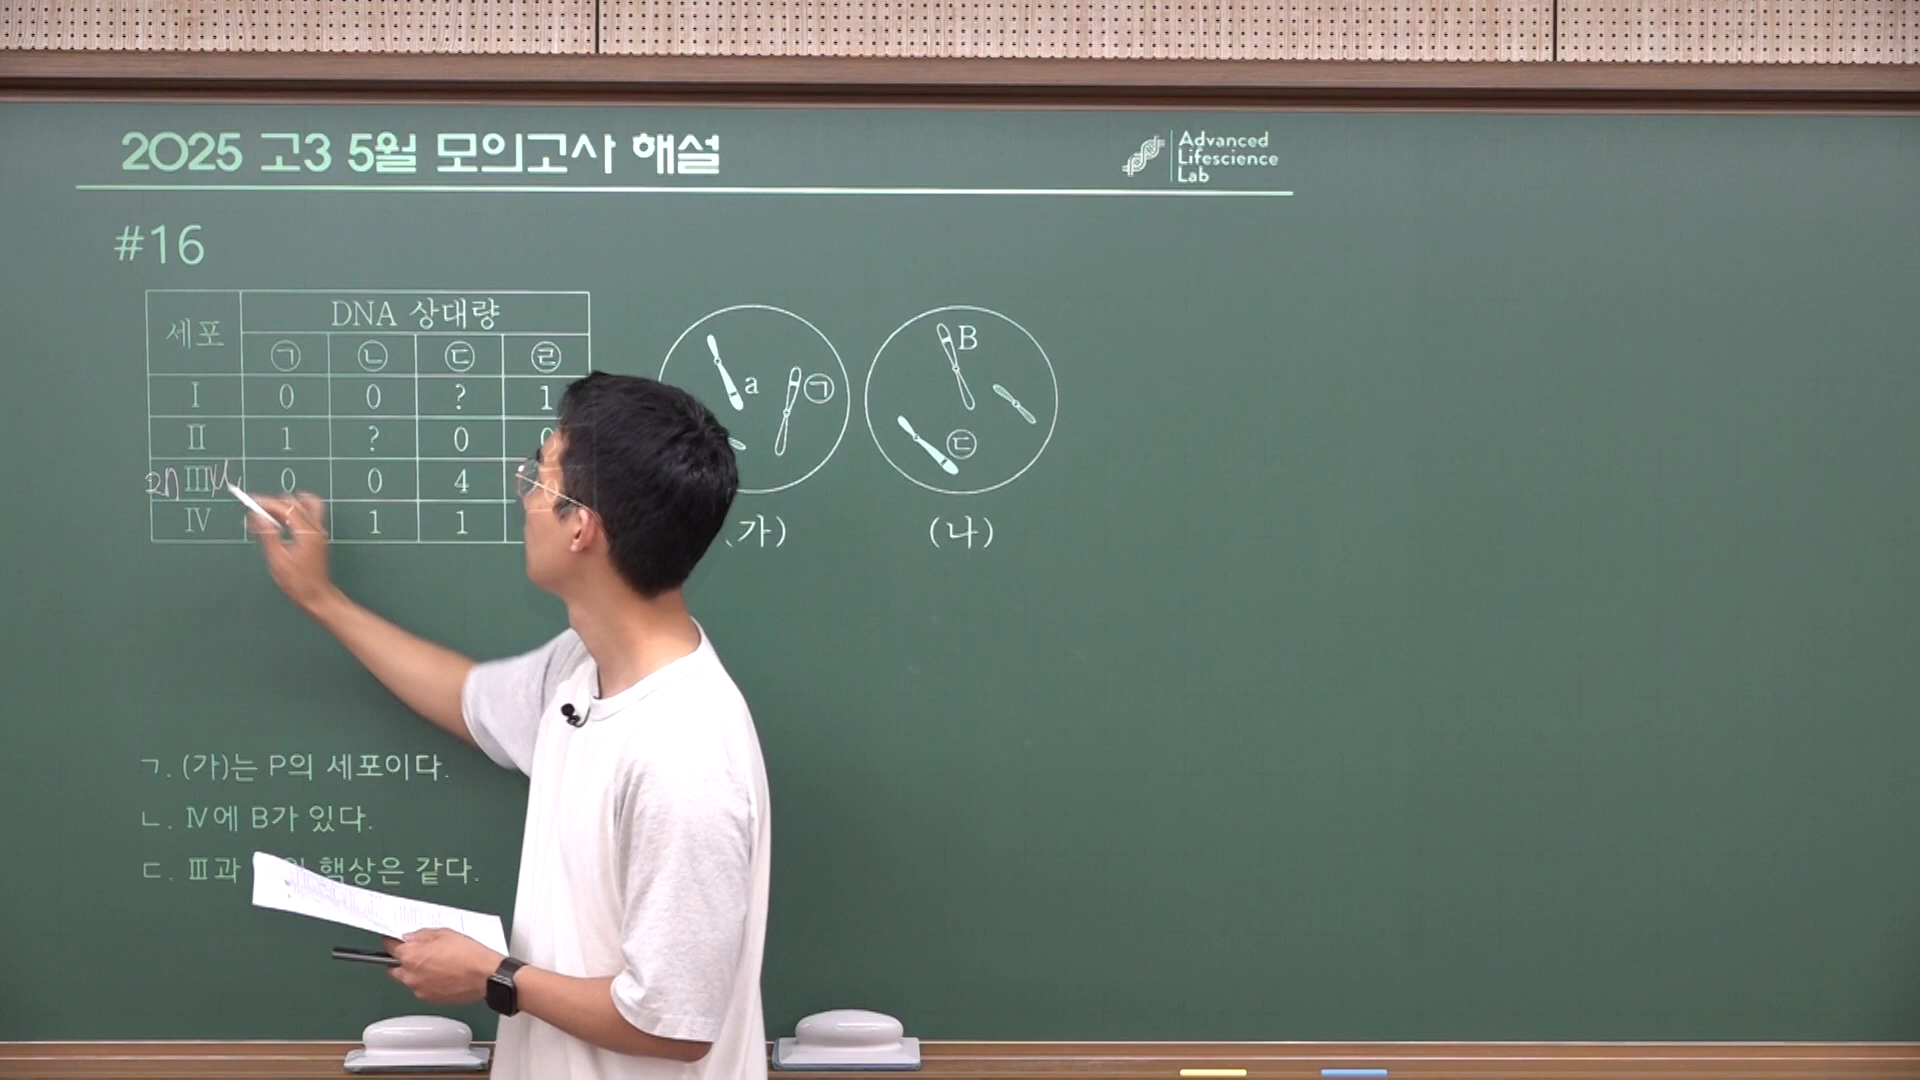 2025 고3 5월 모의고사 해설
Advanced
Lifescience
Lab
#16
세포 DNA 상대량
㉠ ㉡ ㉢ ㉣
Ⅰ 0 0 ? 1
Ⅱ 1 ? 0
2n Ⅲ 0 0 4
Ⅳ 1 1
a ㉠
(가)
B
㉢
(나)
ㄱ. (가)는 P의 세포이다.
ㄴ. Ⅳ에 B가 있다.
ㄷ. Ⅲ과 핵상은 같다.